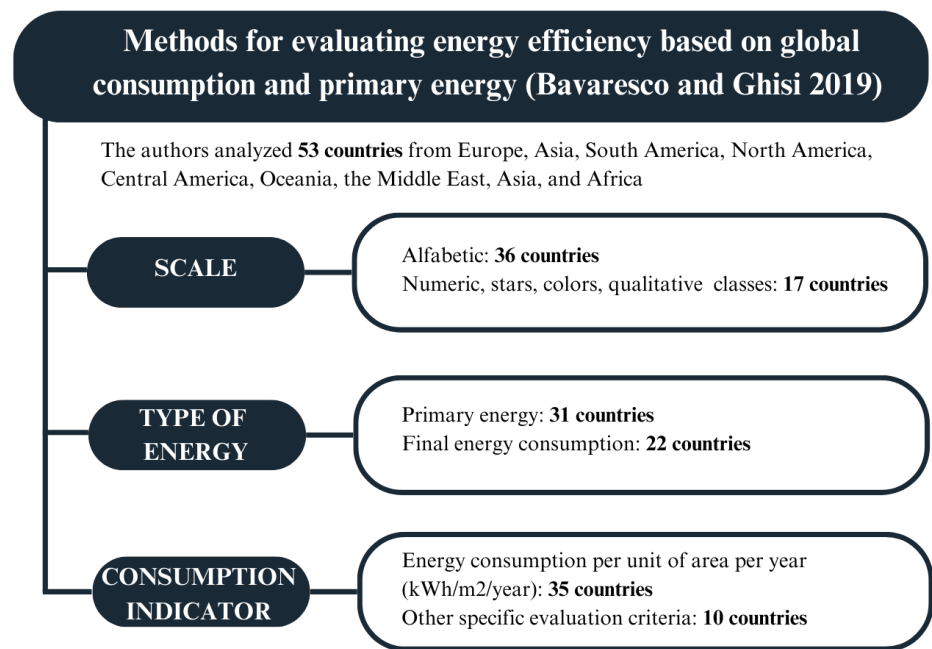 Methods for evaluating energy efficiency based on global
consumption and primary energy (Bavaresco and Ghisi 2019)
The authors analyzed 53 countries from Europe, Asia, South America, North America,
Central America, Oceania, the Middle East, Asia, and Africa
SCALE
Alfabetic: 36 countries
Numeric, stars, colors, qualitative classes: 17 countries
TYPE OF
ENERGY
Primary energy: 31 countries
Final energy consumption: 22 countries
CONSUMPTION
INDICATOR
Energy consumption per unit of area per year
(kWh/m2/year): 35 countries
Other specific evaluation criteria: 10 countries